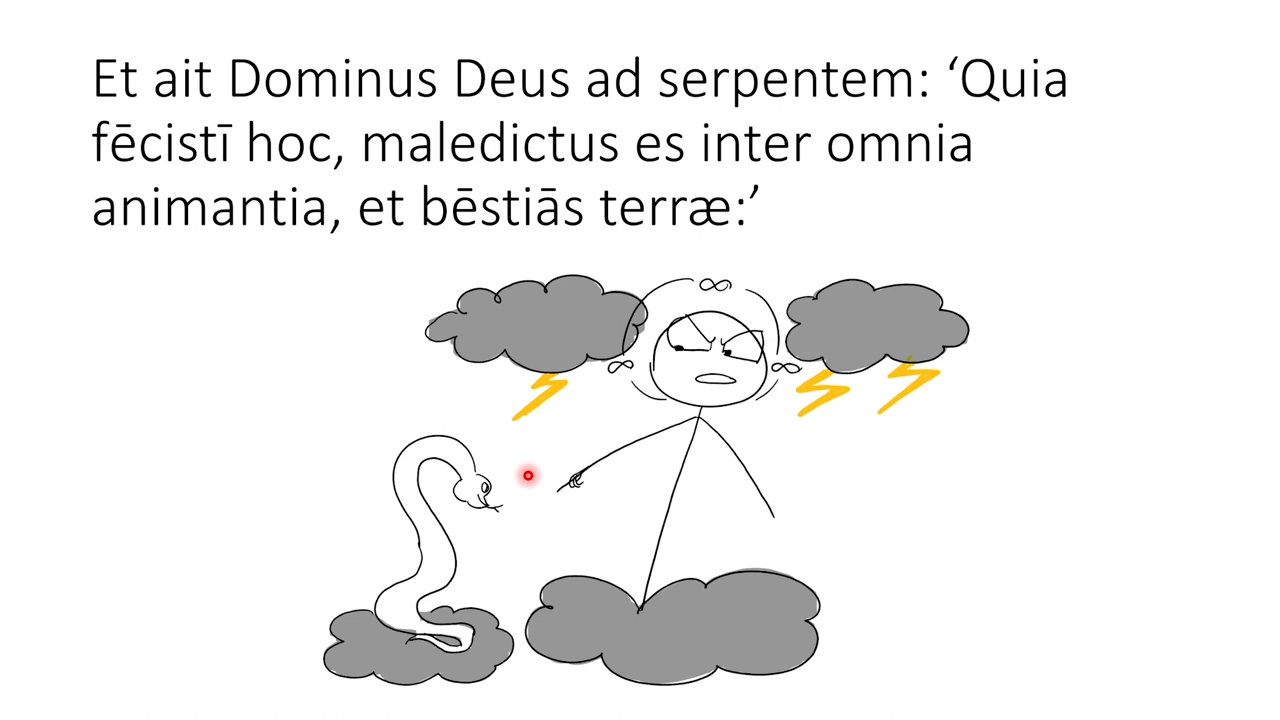 Et ait Dominus Deus ad serpentem: ‘Quia
fēcistī hoc, maledictus es inter omnia
animantia, et bēstiās terræ:’